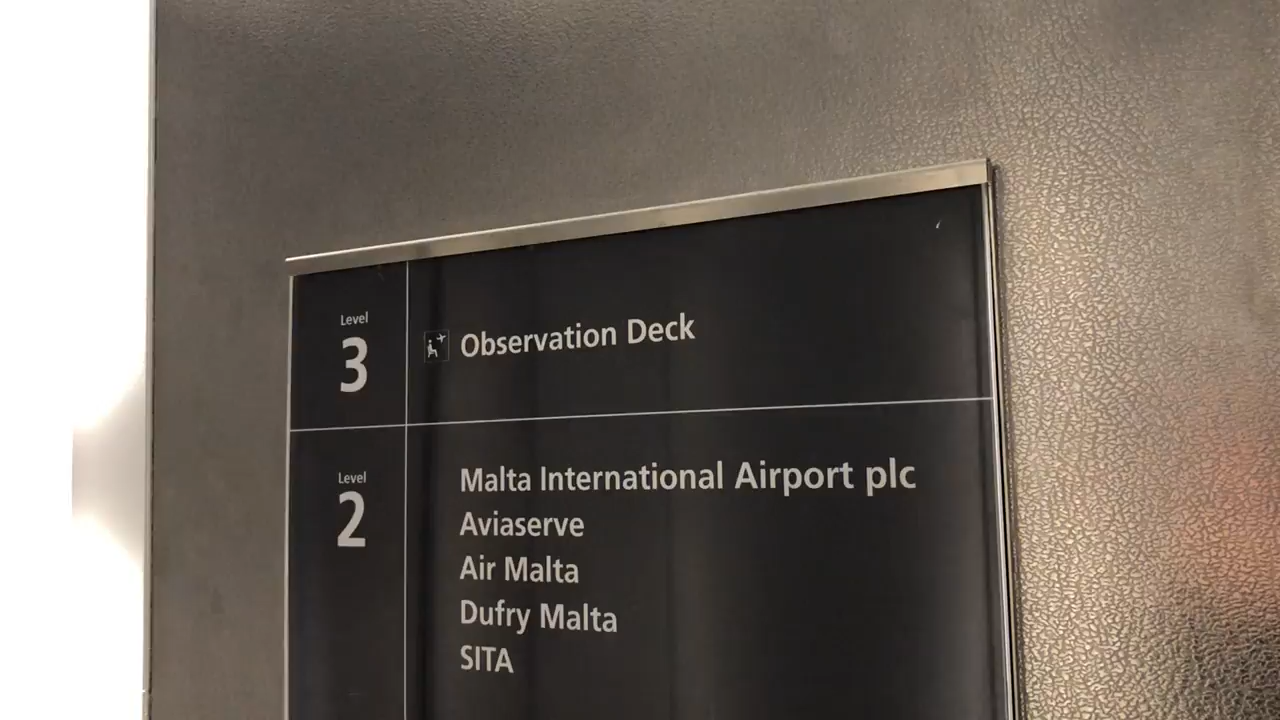 Level
3
Observation Deck
Level
2
Malta International Airport plc
Aviaserve
Air Malta
Dufry Malta
SITA